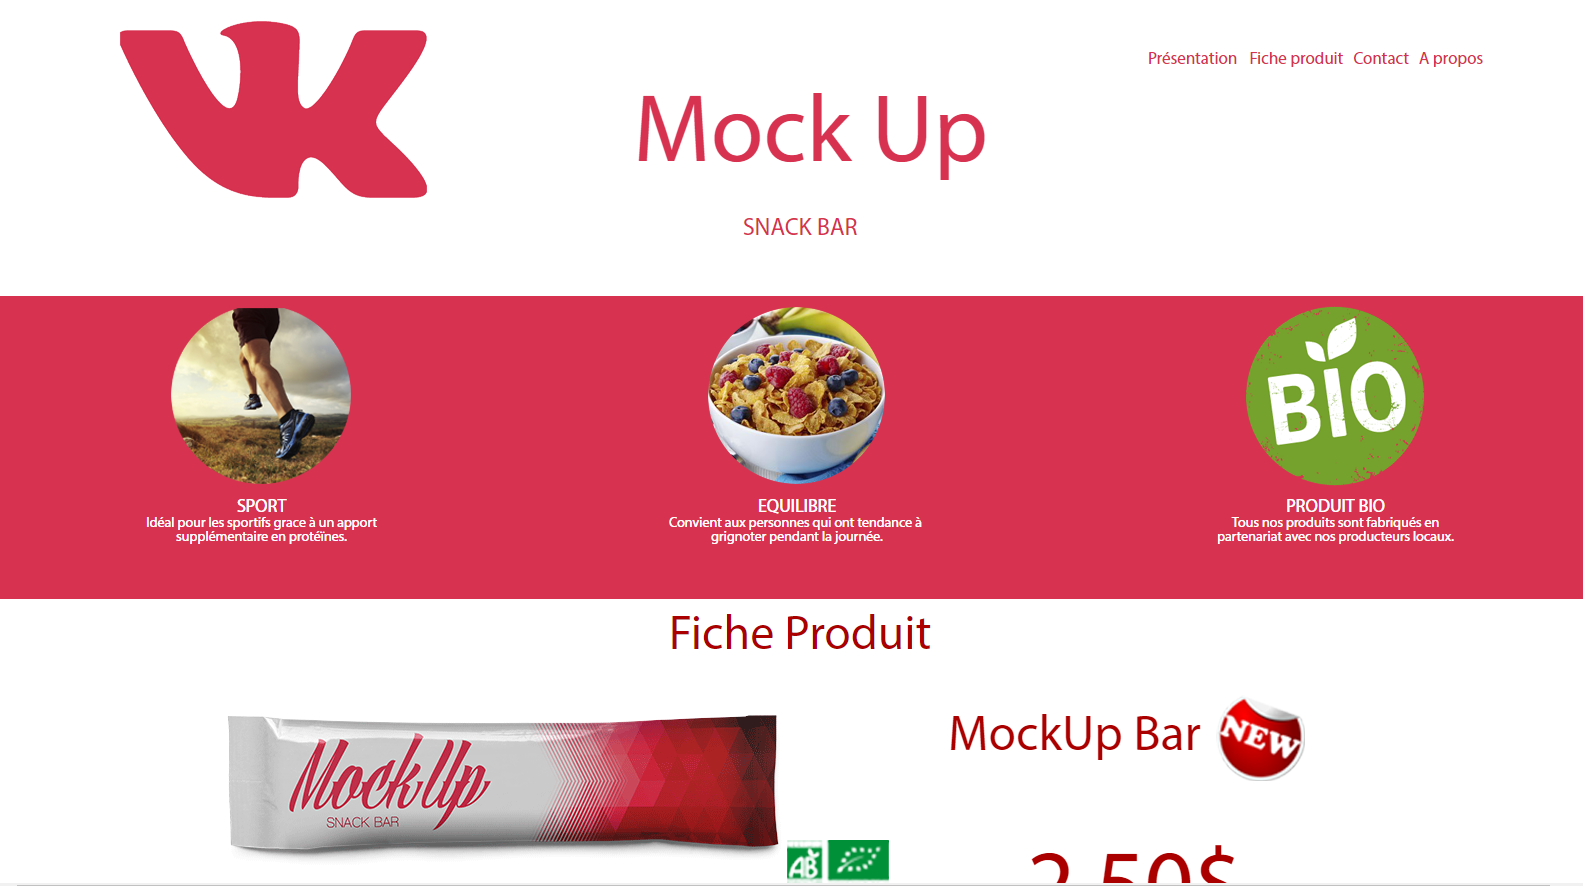 Présentation Fiche produit Contact A propos
Mock Up
SNACK BAR
BIO
SPORT
Idéal pour les sportifs grace à un apport
supplémentaire en protéïnes.
EQUILIBRE
Convient aux personnes qui ont tendance à
grignoter pendant la journée.
PRODUIT BIO
Tous nos produits sont fabriqués en
partenariat avec nos producteurs locaux.
Fiche Produit
MockUp
SNACK BAR
MockUp Bar
NEW
AB
2.50$